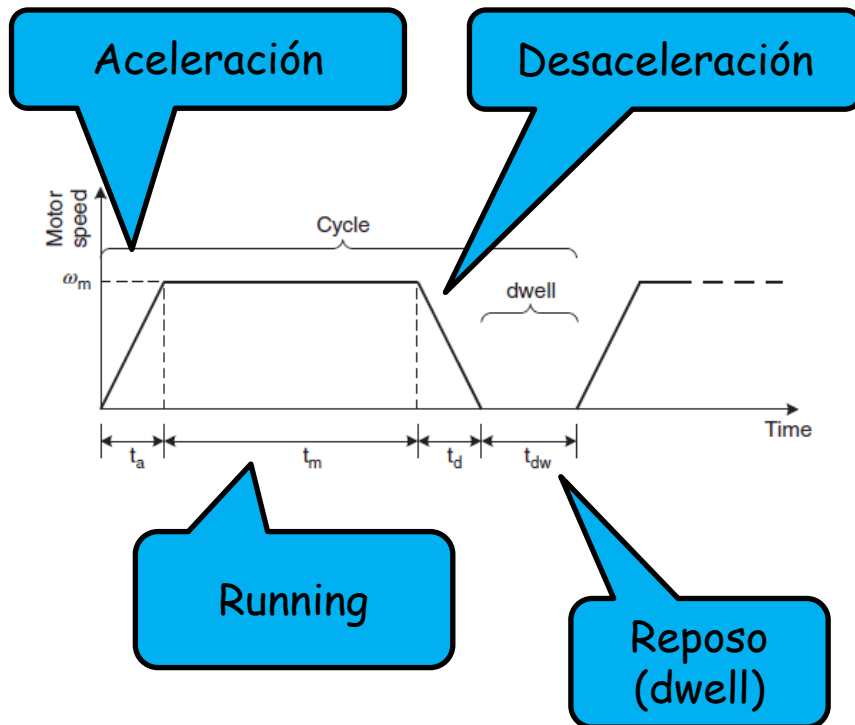 Aceleración
Desaceleración
Motor
speed
Cycle
ωm
dwell
Time
ta
tm
td
tdw
Running
Reposo
(dwell)